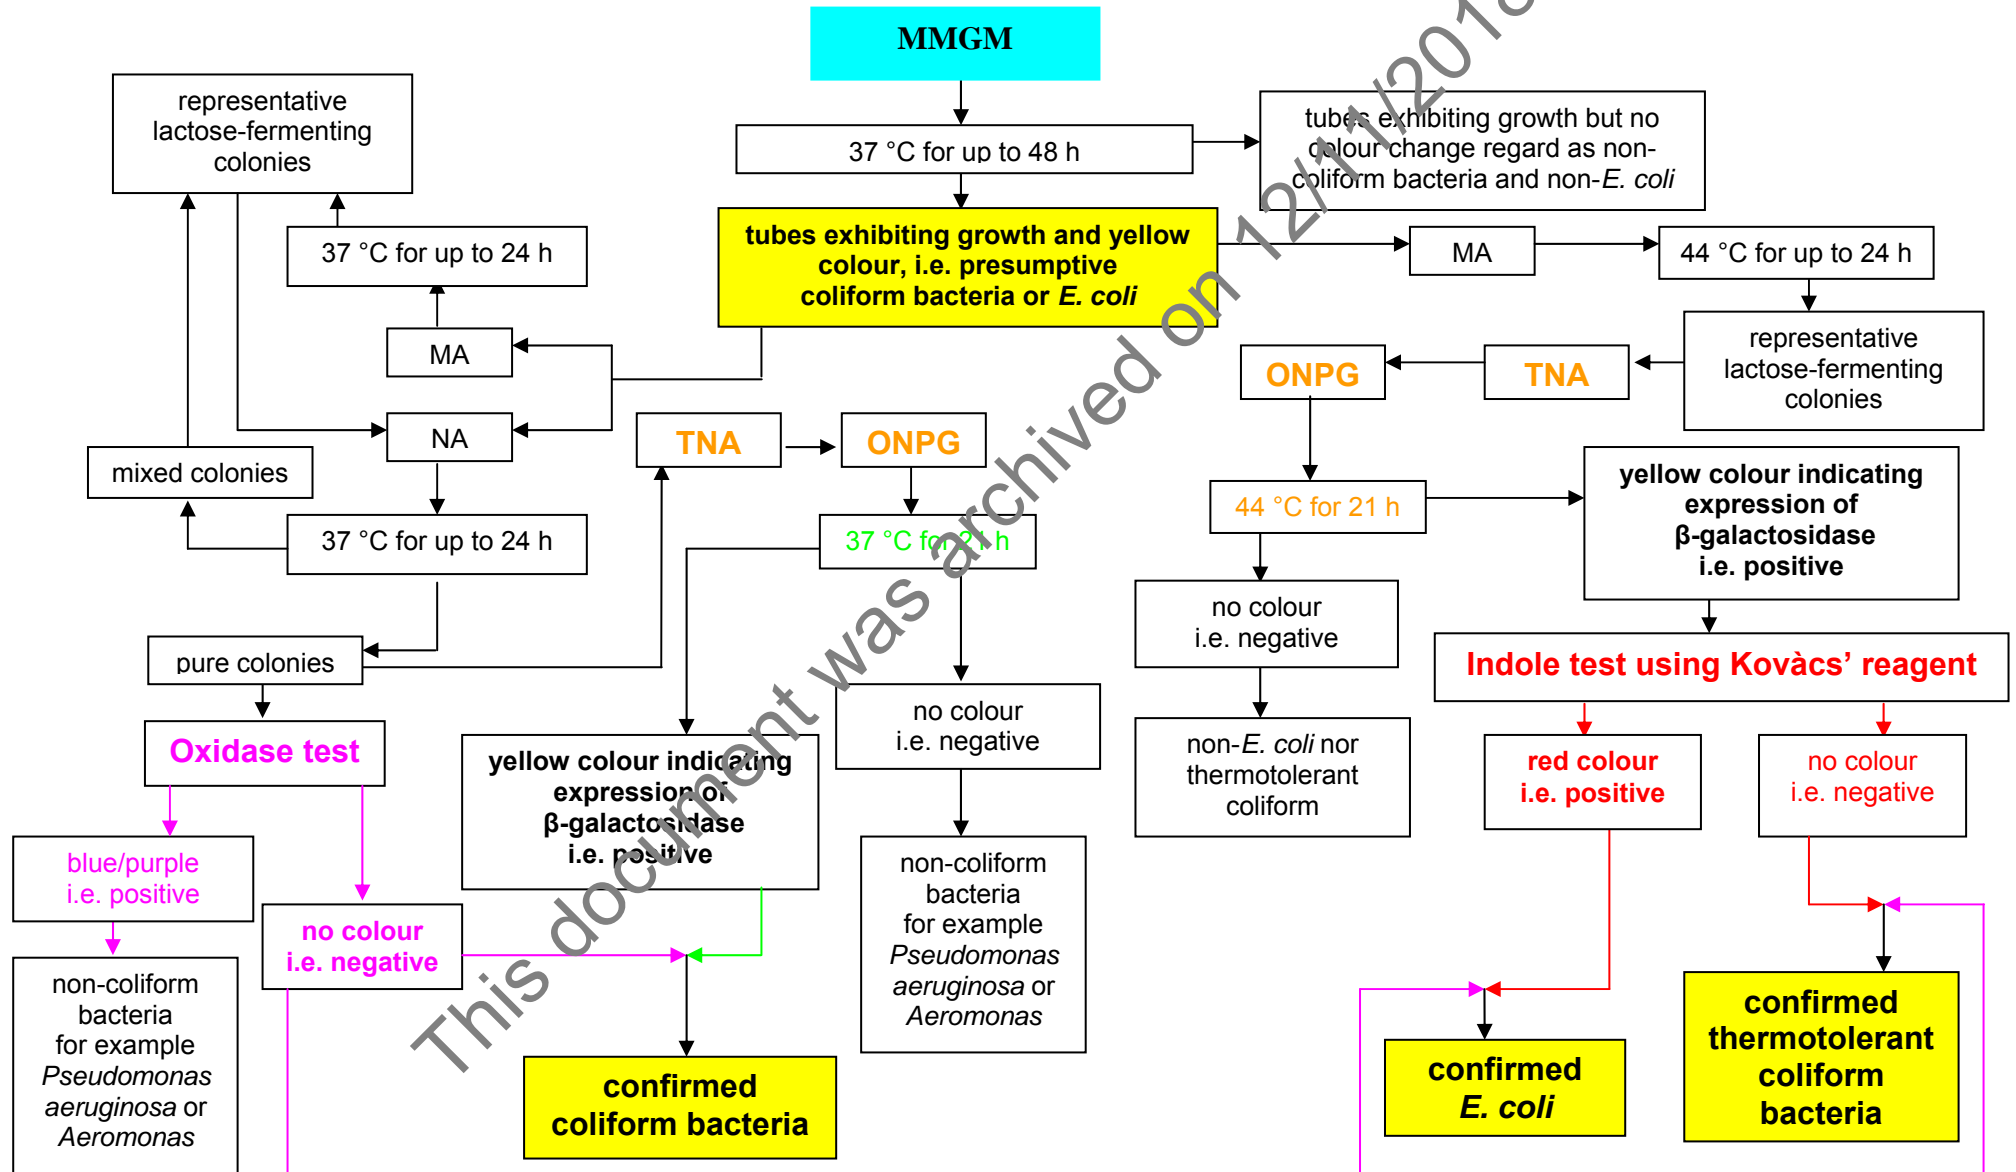 MMGM
37 °C for up to 48 h
tubes exhibiting growth but no
colour change regard as non-
coliform bacteria and non-E. coli
representative
lactose-fermenting
colonies
37 °C for up to 24 h
MA
NA
mixed colonies
37 °C for up to 24 h
pure colonies
tubes exhibiting growth and yellow
colour, i.e. presumptive
coliform bacteria or E. coli
MA
44 °C for up to 24 h
representative
lactose-fermenting
colonies
TNA
ONPG
44 °C for 21 h
yellow colour indicating
expression of
β-galactosidase
i.e. positive
no colour
i.e. negative
non-E. coli nor
thermotolerant
coliform
Indole test using Kovàcs’ reagent
red colour
i.e. positive
no colour
i.e. negative
TNA
ONPG
37 °C for 21 h
no colour
i.e. negative
yellow colour indicating
expression of
β-galactosidase
i.e. positive
non-coliform
bacteria
for example
Pseudomonas
aeruginosa or
Aeromonas
Oxidase test
blue/purple
i.e. positive
no colour
i.e. negative
non-coliform
bacteria
for example
Pseudomonas
aeruginosa or
Aeromonas
confirmed
coliform bacteria
confirmed
E. coli
confirmed
thermotolerant
coliform
bacteria
This document was archived on 12/11/2018